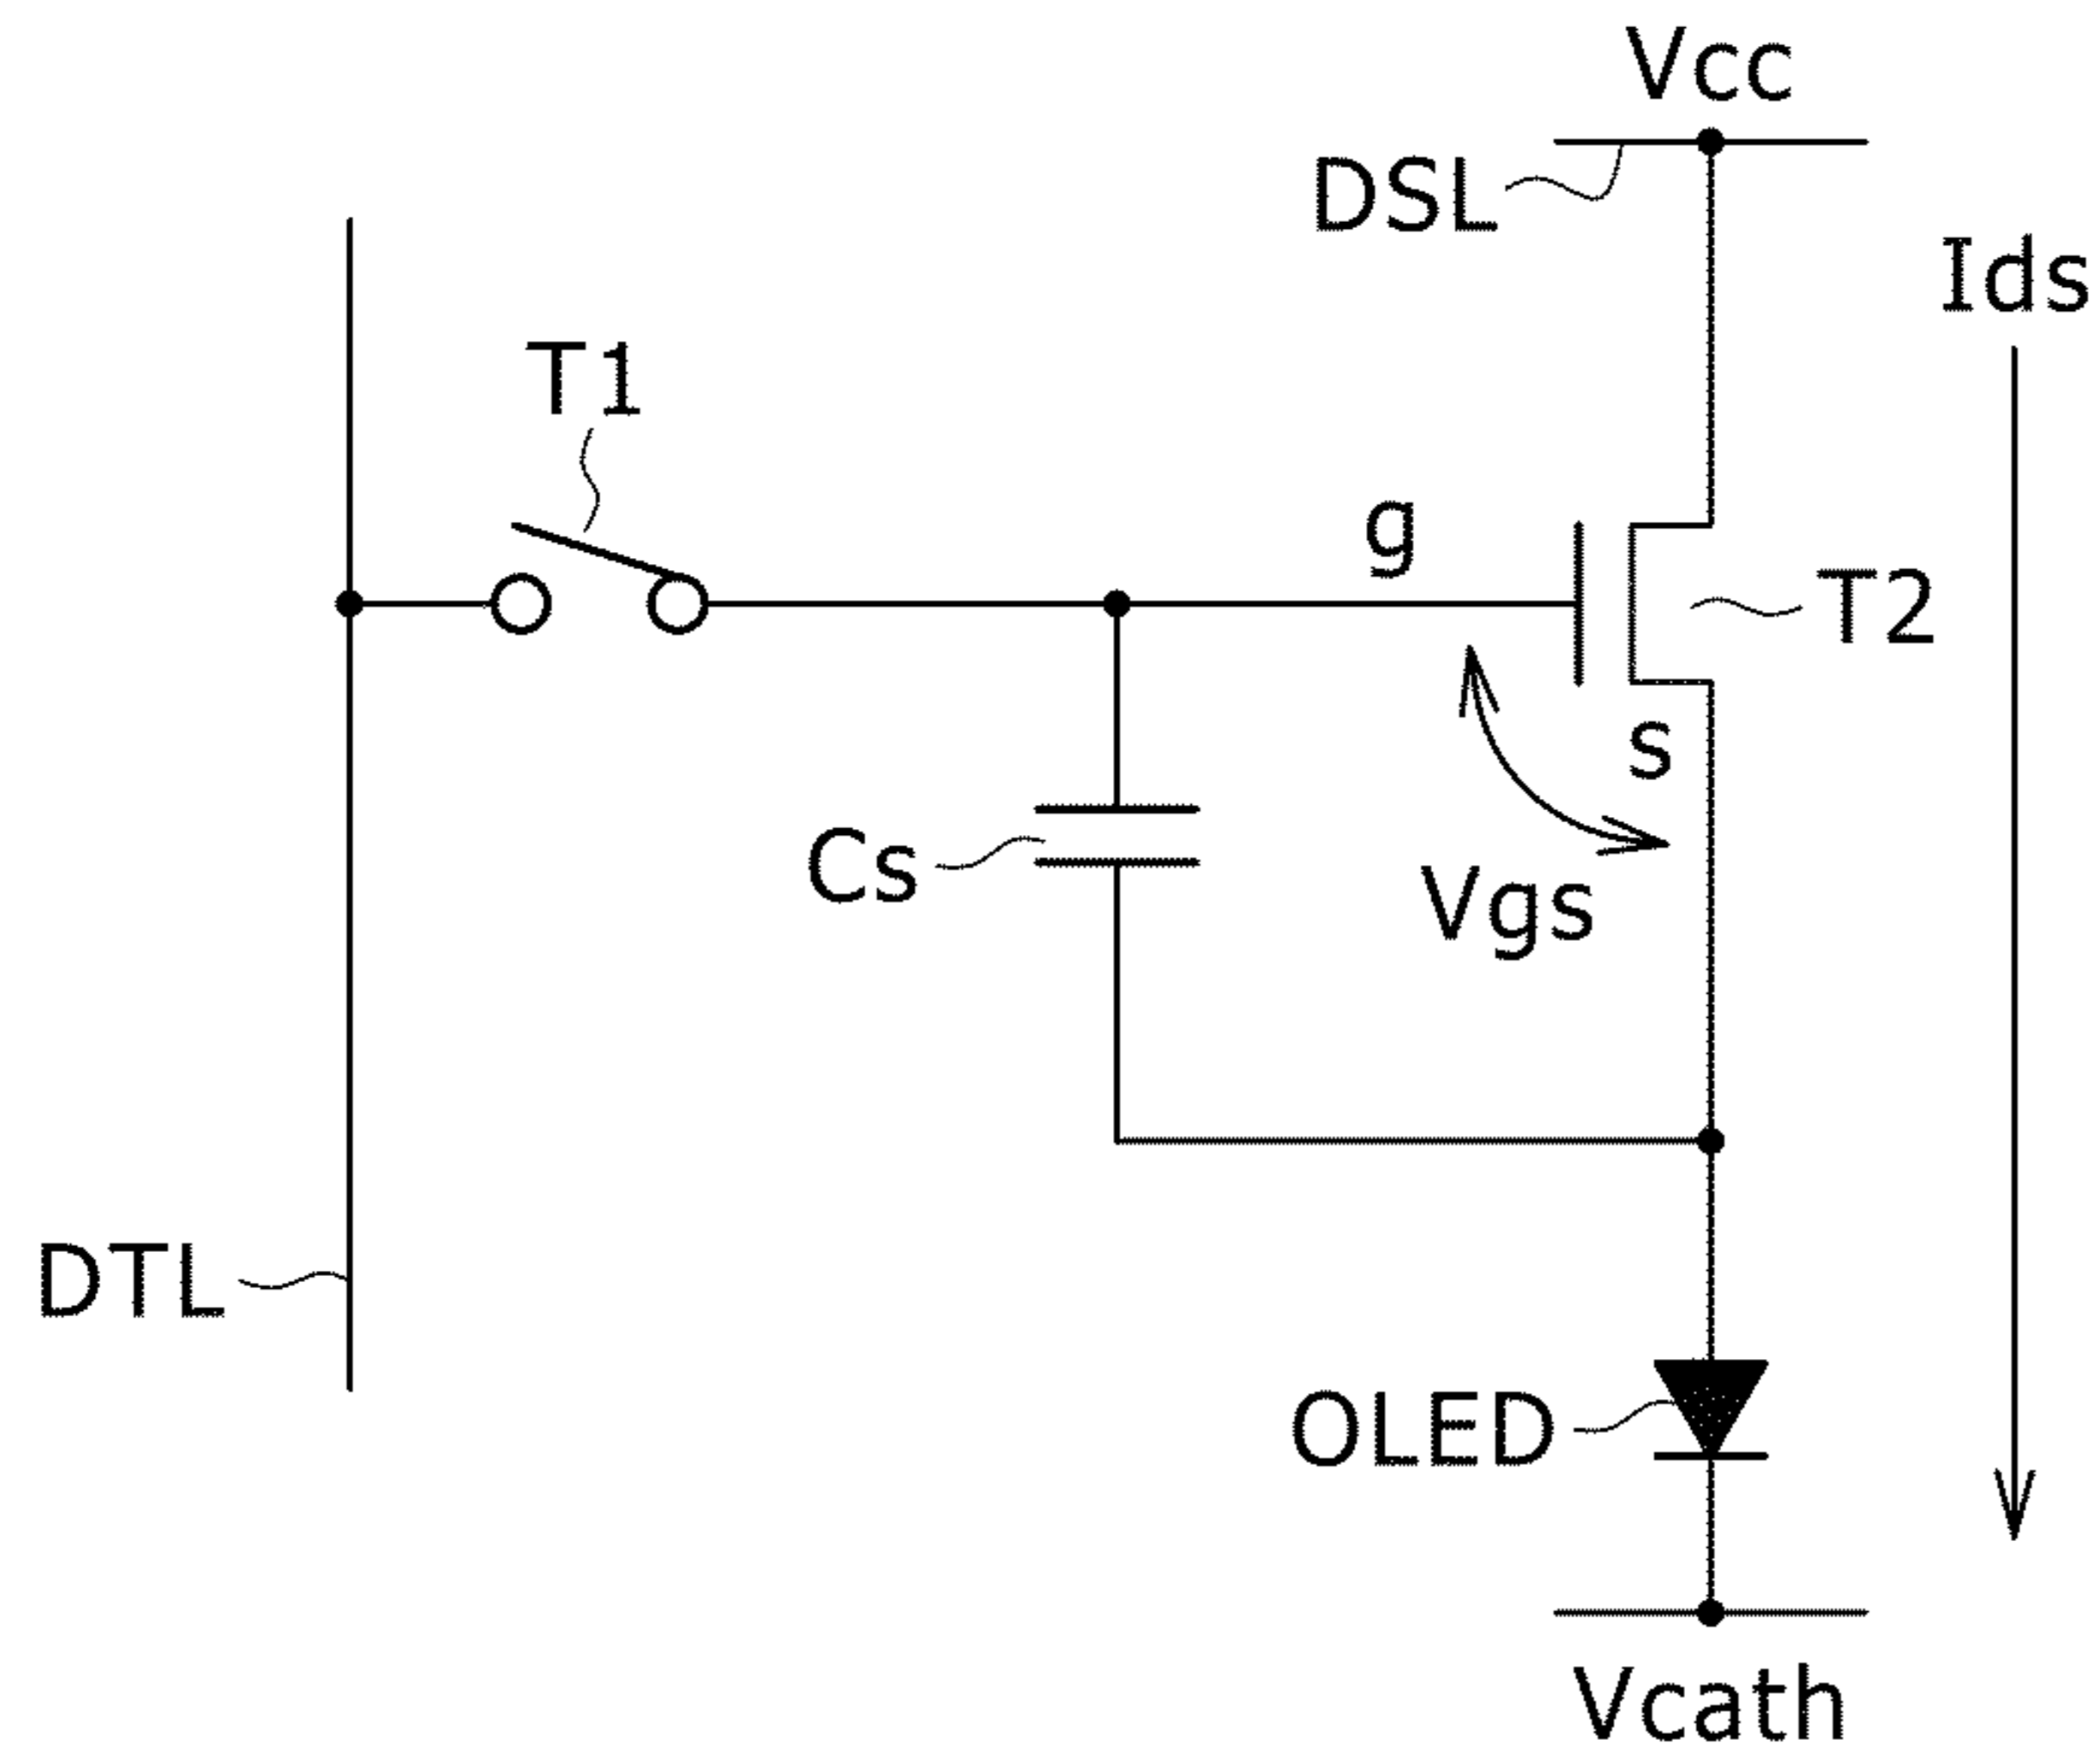 Vcc
DSL
Ids
T1
g
T2
s
Cs
Vgs
DTL
OLED
Vcath